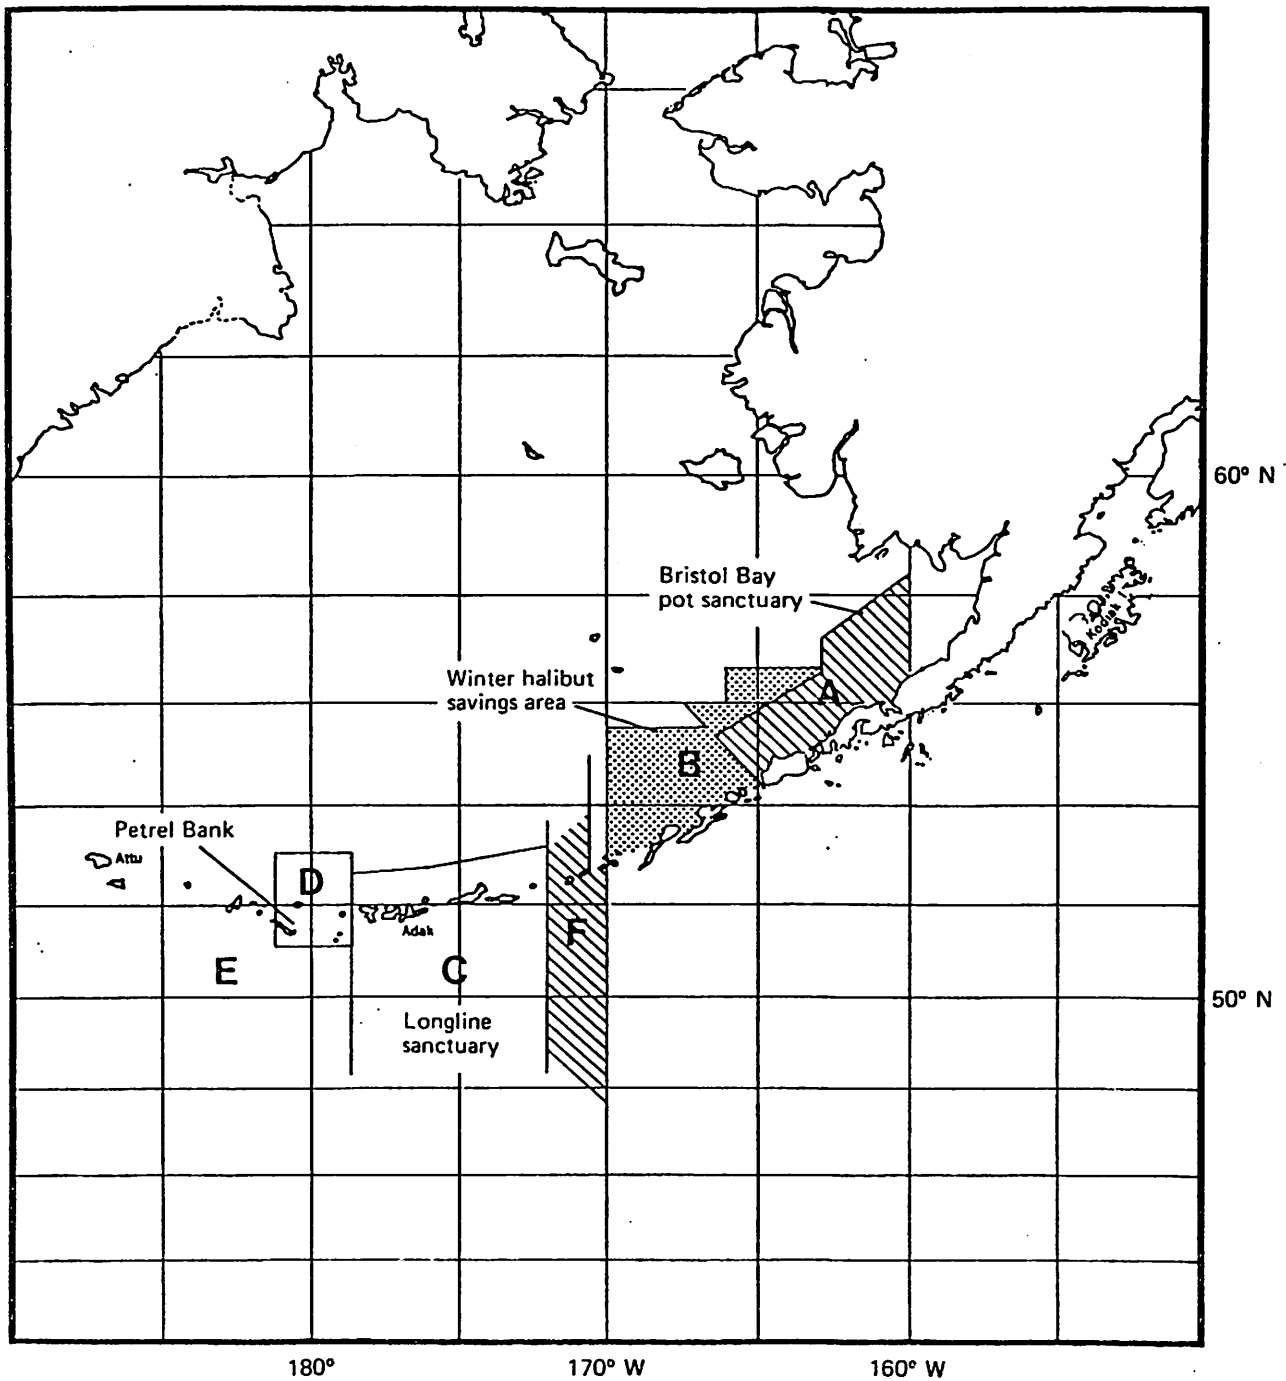 60° N
Bristol Bay
pot sanctuary
Kodiak I
Winter halibut
savings area
A
B
Petrel Bank
Attu
D
Adak
F
E
C
50° N
Longline
sanctuary
180°
170° W
160° W